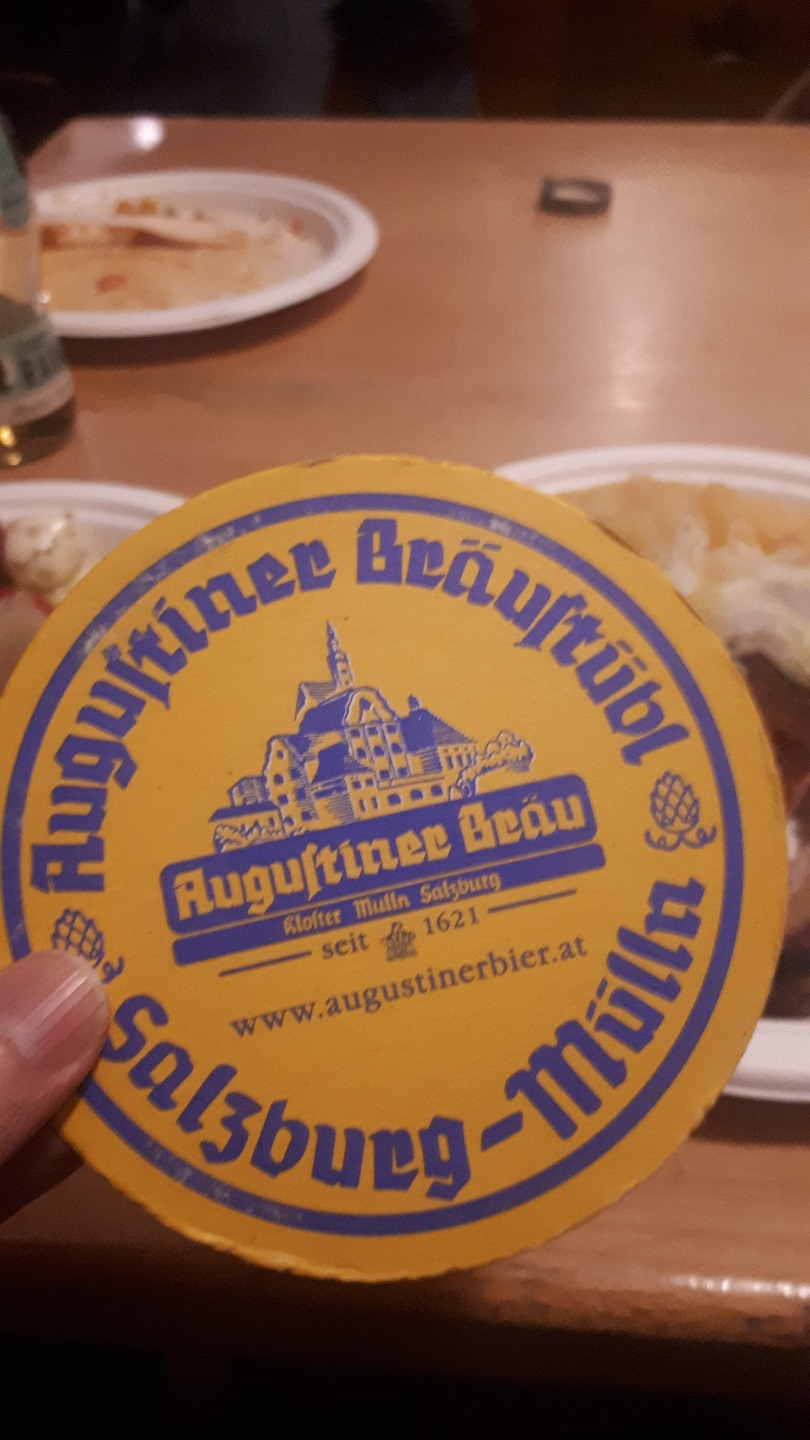 Auguſtiner Bräuſtübl
Auguſtiner Bräu
Kloſter Mülln Salzburg
seit 1621
www.augustinerbier.at
Salzburg-Mülln